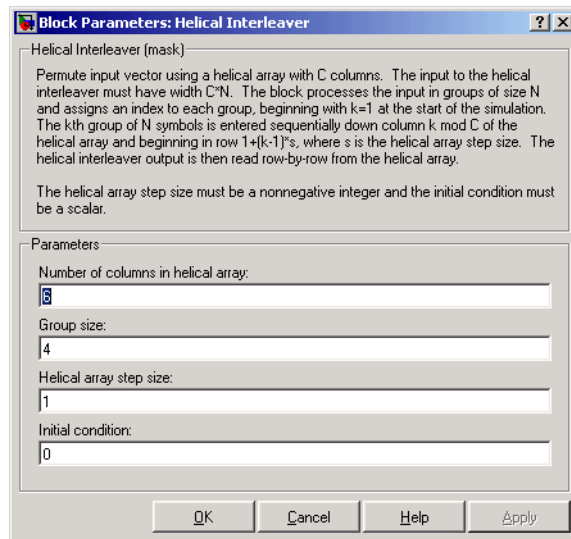 Block Parameters: Helical Interleaver
Helical Interleaver (mask)
Permute input vector using a helical array with C columns. The input to the helical
interleaver must have width C*N. The block processes the input in groups of size N
and assigns an index to each group, beginning with k=1 at the start of the simulation.
The kth group of N symbols is entered sequentially down column k mod C of the
helical array and beginning in row 1+(k-1)*s, where s is the helical array step size. The
helical interleaver output is then read row-by-row from the helical array.
The helical array step size must be a nonnegative integer and the initial condition must
be a scalar.
Parameters
Number of columns in helical array:
6
Group size:
4
Helical array step size:
1
Initial condition:
0
OK Cancel Help Apply